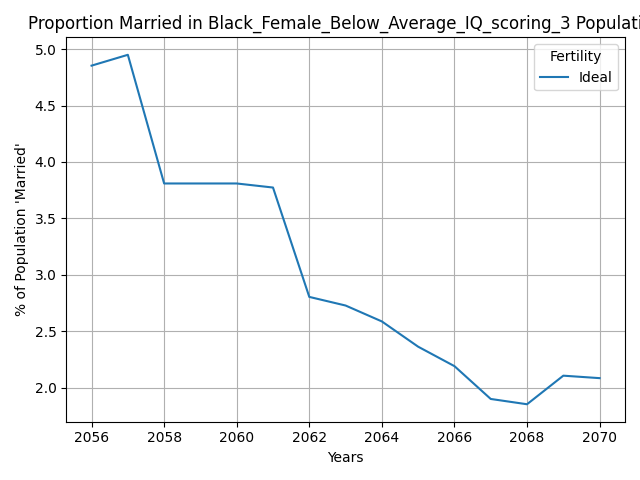 Proportion Married in Black_Female_Below_Average_IQ_scoring_3 Populati
5.0
4.5
4.0
3.5
3.0
2.5
2.0
% of Population 'Married'
Fertility
Ideal
2056 2058 2060 2062 2064 2066 2068 2070
Years